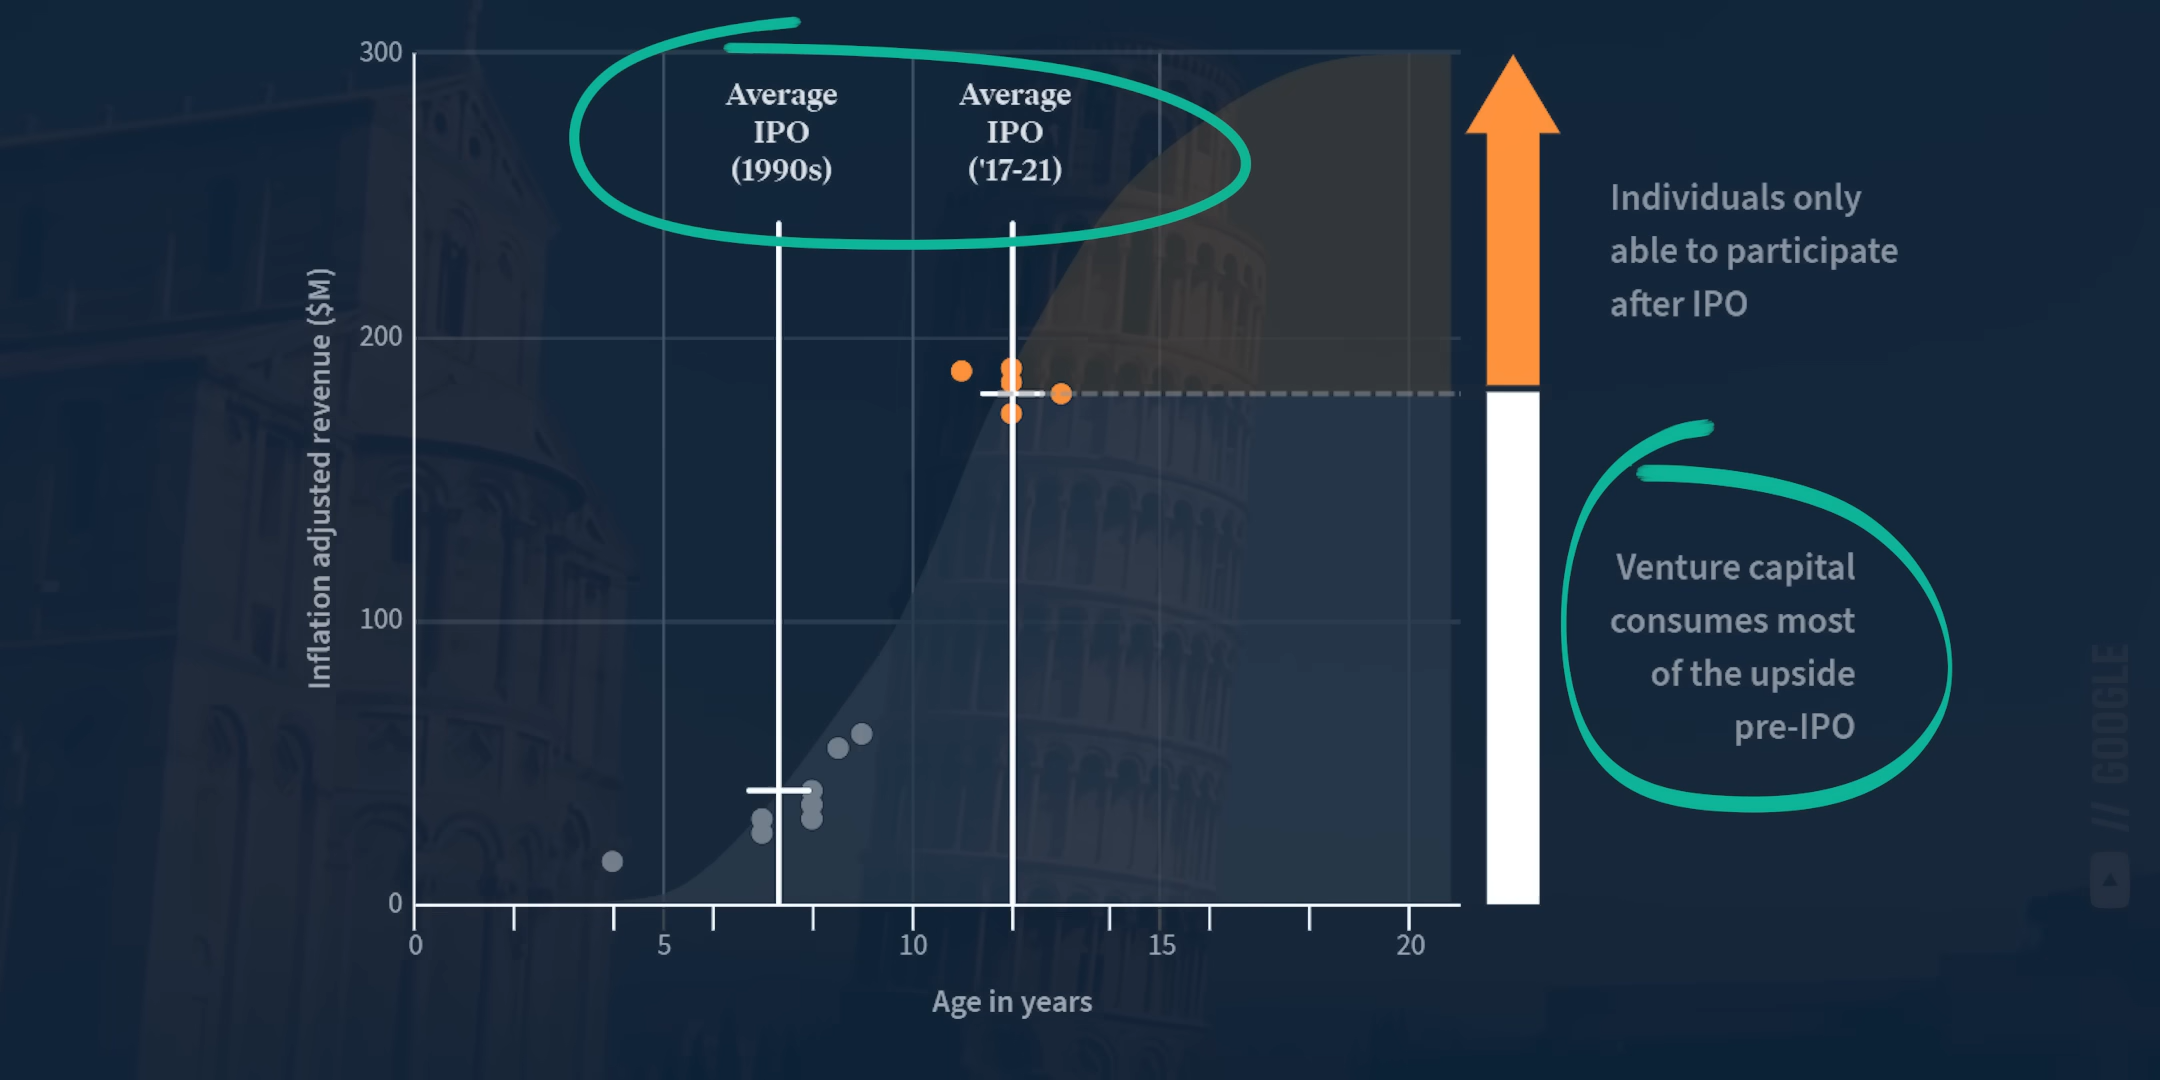 300
200
100
0
Inflation adjusted revenue ($M)
Average
IPO
(1990s)
Average
IPO
('17-21)
0
5
10
15
20
Age in years
Individuals only
able to participate
after IPO
Venture capital
consumes most
of the upside
pre-IPO
// GOOGLE